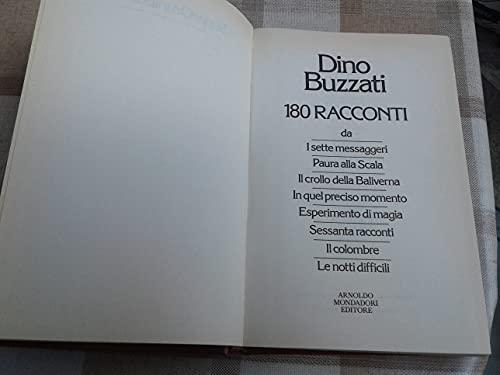 Dino
Buzzati
180 RACCONTI
da
I sette messaggeri
Paura alla Scala
Il crollo della Baliverna
In quel preciso momento
Esperimento di magia
Sessanta racconti
Il colombre
Le notti difficili
ARNOLDO
MONDADORI
EDITORE